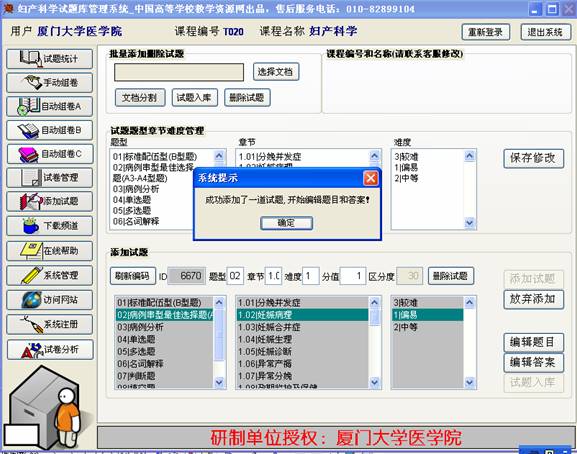 妇产科学试题库管理系统_中国高等学校教学资源网出品，售后服务电话：010-82899104
用户 厦门大学医学院 课程编号 T020 课程名称 妇产科学 重新登录 退出系统
试题统计
手动组卷
自动组卷A
自动组卷B
自动组卷C
试卷管理
添加试题
下载频道
在线帮助
系统管理
访问网站
系统注册
试卷分析
批量添加删除试题
选择文档
文档分割 试题入库 删除试题
课程编号和名称(请联系客服修改)
试题题型章节难度管理
题型 章节 难度
01|标准配伍型(B型题)
02|病例串型最佳选择
题(A3-A4型题)
03|病例分析
04|单选题
05|多选题
06|名词解释
1.01|分娩并发症
3|较难
1|偏易
2|中等
保存修改
系统提示
成功添加了一道试题,开始编辑题目和答案!
确定
添加试题
刷新编码 ID 6670 题型 02 章节 1.0 难度 1 分值 1 区分度 30 删除试题
01|标准配伍型(B型题)
02|病例串型最佳选择题(A
03|病例分析
04|单选题
05|多选题
06|名词解释
07|判断题
08|填空题
1.01|分娩并发症
1.02|妊娠病理
1.03|妊娠合并症
1.04|妊娠生理
1.05|妊娠诊断
1.06|异常产褥
1.07|异常分娩
1.08|孕期监护及保健
3|较难
1|偏易
2|中等
添加试题
放弃添加
编辑题目
编辑答案
试题入库
研制单位授权：厦门大学医学院